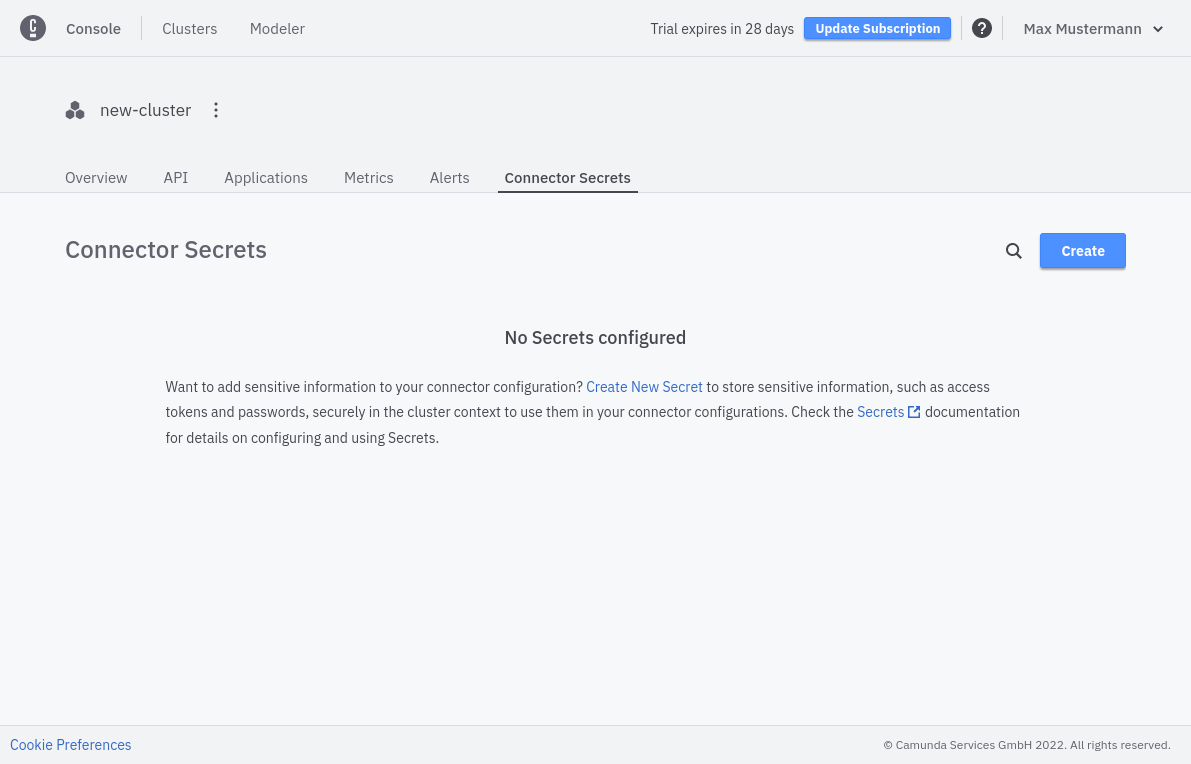 Console Clusters Modeler Trial expires in 28 days Update Subscription Max Mustermann
new-cluster
Overview API Applications Metrics Alerts Connector Secrets
Connector Secrets Create
No Secrets configured
Want to add sensitive information to your connector configuration? Create New Secret to store sensitive information, such as access
tokens and passwords, securely in the cluster context to use them in your connector configurations. Check the Secrets documentation
for details on configuring and using Secrets.
Cookie Preferences © Camunda Services GmbH 2022. All rights reserved.